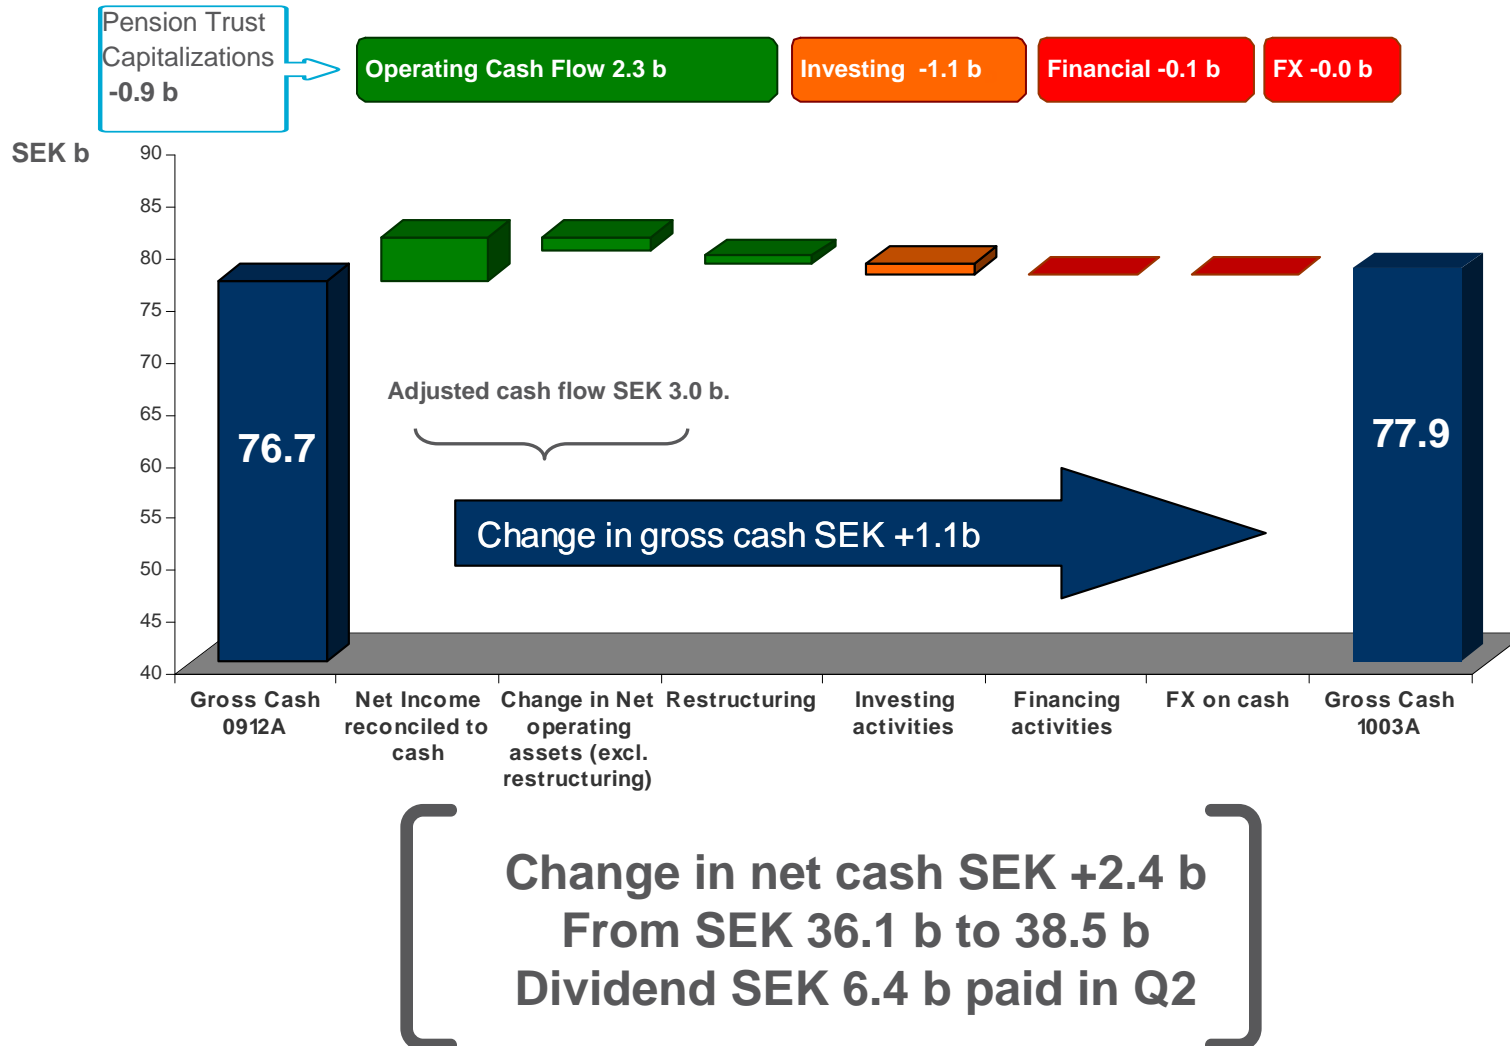 Pension Trust
Capitalizations
-0.9 b
Operating Cash Flow 2.3 b
Investing -1.1 b
Financial -0.1 b
FX -0.0 b
SEK b
90
85
80
75
70
65
60
55
50
45
40
Adjusted cash flow SEK 3.0 b.
76.7
77.9
Change in gross cash SEK +1.1b
Gross Cash
0912A
Net Income
reconciled to
cash
Change in Net
operating
assets (excl.
restructuring)
Restructuring
Investing
activities
Financing
activities
FX on cash
Gross Cash
1003A
Change in net cash SEK +2.4 b
From SEK 36.1 b to 38.5 b
Dividend SEK 6.4 b paid in Q2